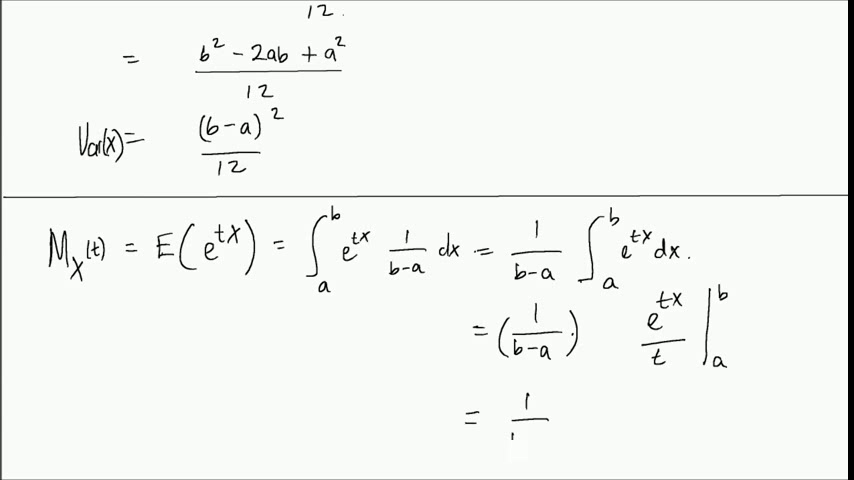 12.
= b² - 2ab + a² / 12
Var(X) = (b-a)² / 12
M_X(t) = E(e^{tX}) = ∫_a^b e^{tx} 1/(b-a) dx = 1/(b-a) ∫_a^b e^{tx} dx.
= (1/(b-a) ·) e^{tx}/t |_a^b
= 1